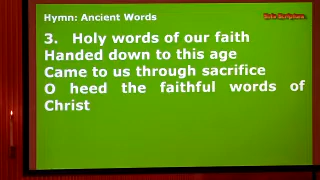 Hymn: Ancient Words
3. Holy words of our faith
Handed down to this age
Came to us through sacrifice
O heed the faithful words of
Christ